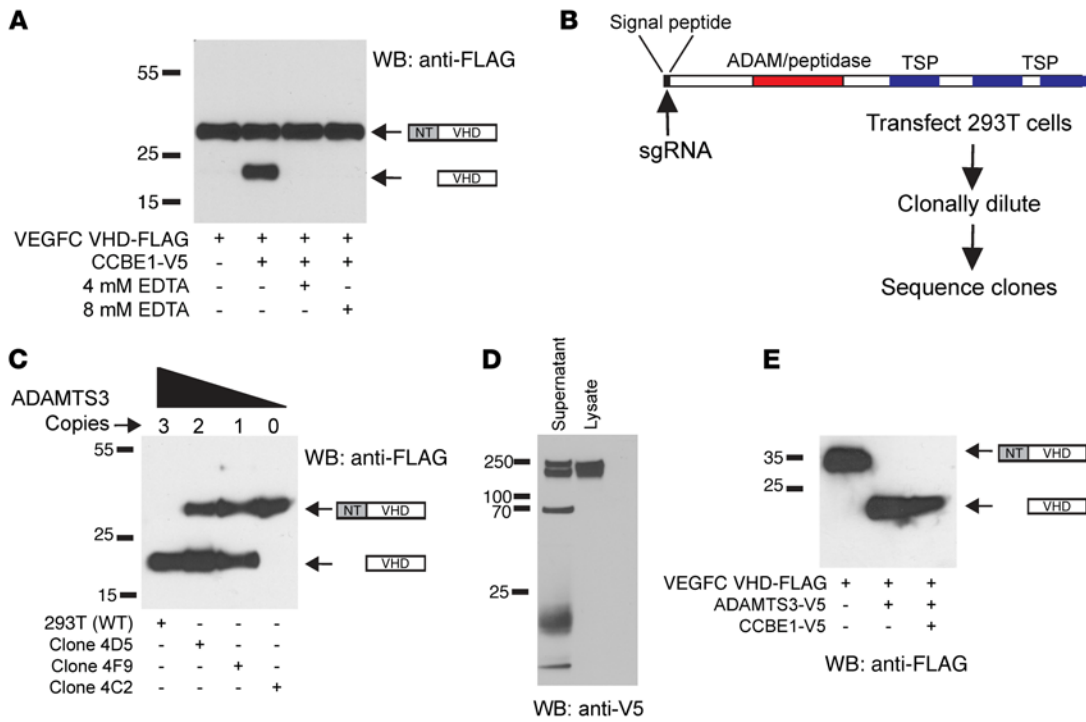 A
WB: anti-FLAG
55
25
15
NT VHD
VHD
VEGFC VHD-FLAG + + + +
CCBE1-V5 - + + +
4 mM EDTA - - + -
8 mM EDTA - - - +
B
Signal peptide
ADAM/peptidase
TSP
TSP
sgRNA
Transfect 293T cells
Clonally dilute
Sequence clones
C
ADAMTS3
Copies
3 2 1 0
WB: anti-FLAG
55
25
15
NT VHD
VHD
293T (WT) + - - -
Clone 4D5 - + - -
Clone 4F9 - - + -
Clone 4C2 - - - +
D
Supernatant
Lysate
250
100
70
25
WB: anti-V5
E
35
25
NT VHD
VHD
VEGFC VHD-FLAG + + +
ADAMTS3-V5 - + +
CCBE1-V5 - - +
WB: anti-FLAG